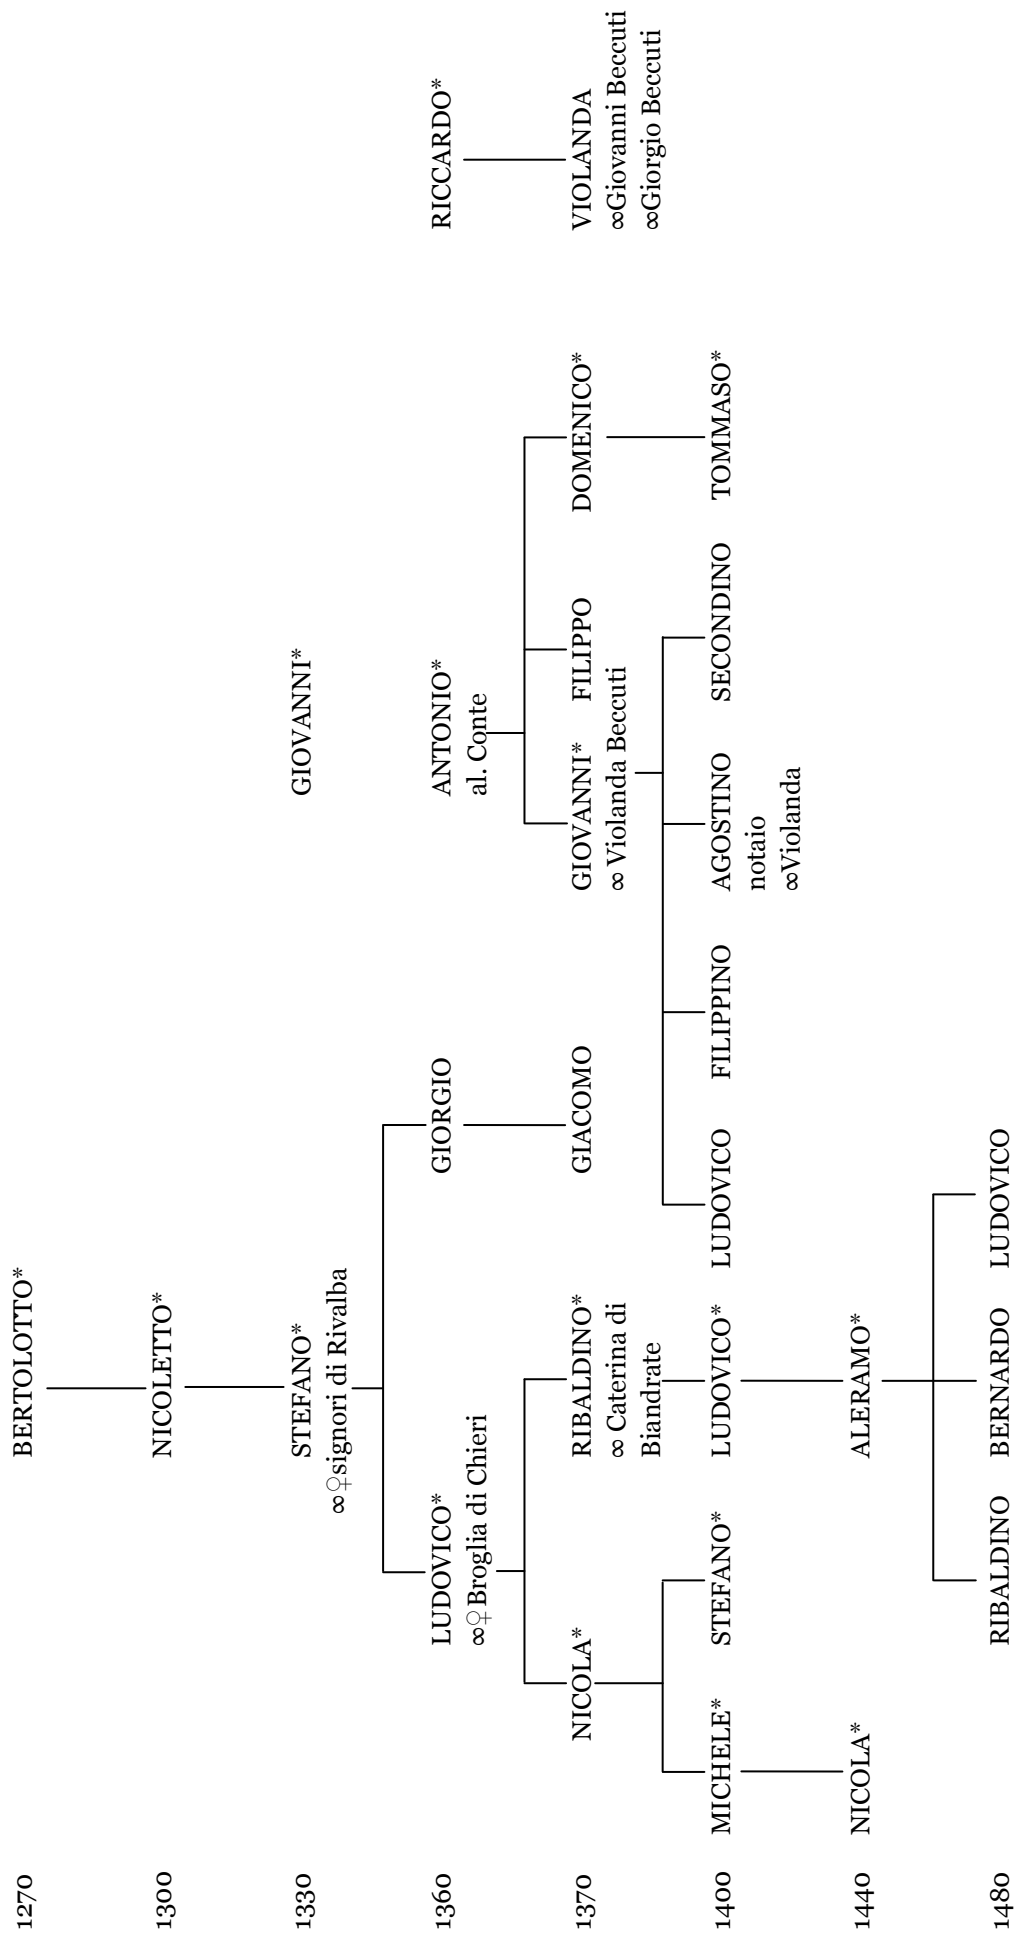 1270
BERTOLOTTO*
1300
NICOLETTO*
1330
STEFANO*
∞♀signori di Rivalba
GIOVANNI*
1360
LUDOVICO*
∞♀Broglia di Chieri
GIORGIO
ANTONIO*
al. Conte
RICCARDO*
1370
NICOLA*
RIBALDINO*
∞ Caterina di
Biandrate
GIACOMO
GIOVANNI*
∞ Violanda Beccuti
FILIPPO
DOMENICO*
VIOLANDA
∞Giovanni Beccuti
∞Giorgio Beccuti
1400
MICHELE*
STEFANO*
LUDOVICO*
LUDOVICO
FILIPPINO
AGOSTINO
notaio
∞Violanda
SECONDINO
TOMMASO*
1440
NICOLA*
ALERAMO*
1480
RIBALDINO
BERNARDO
LUDOVICO